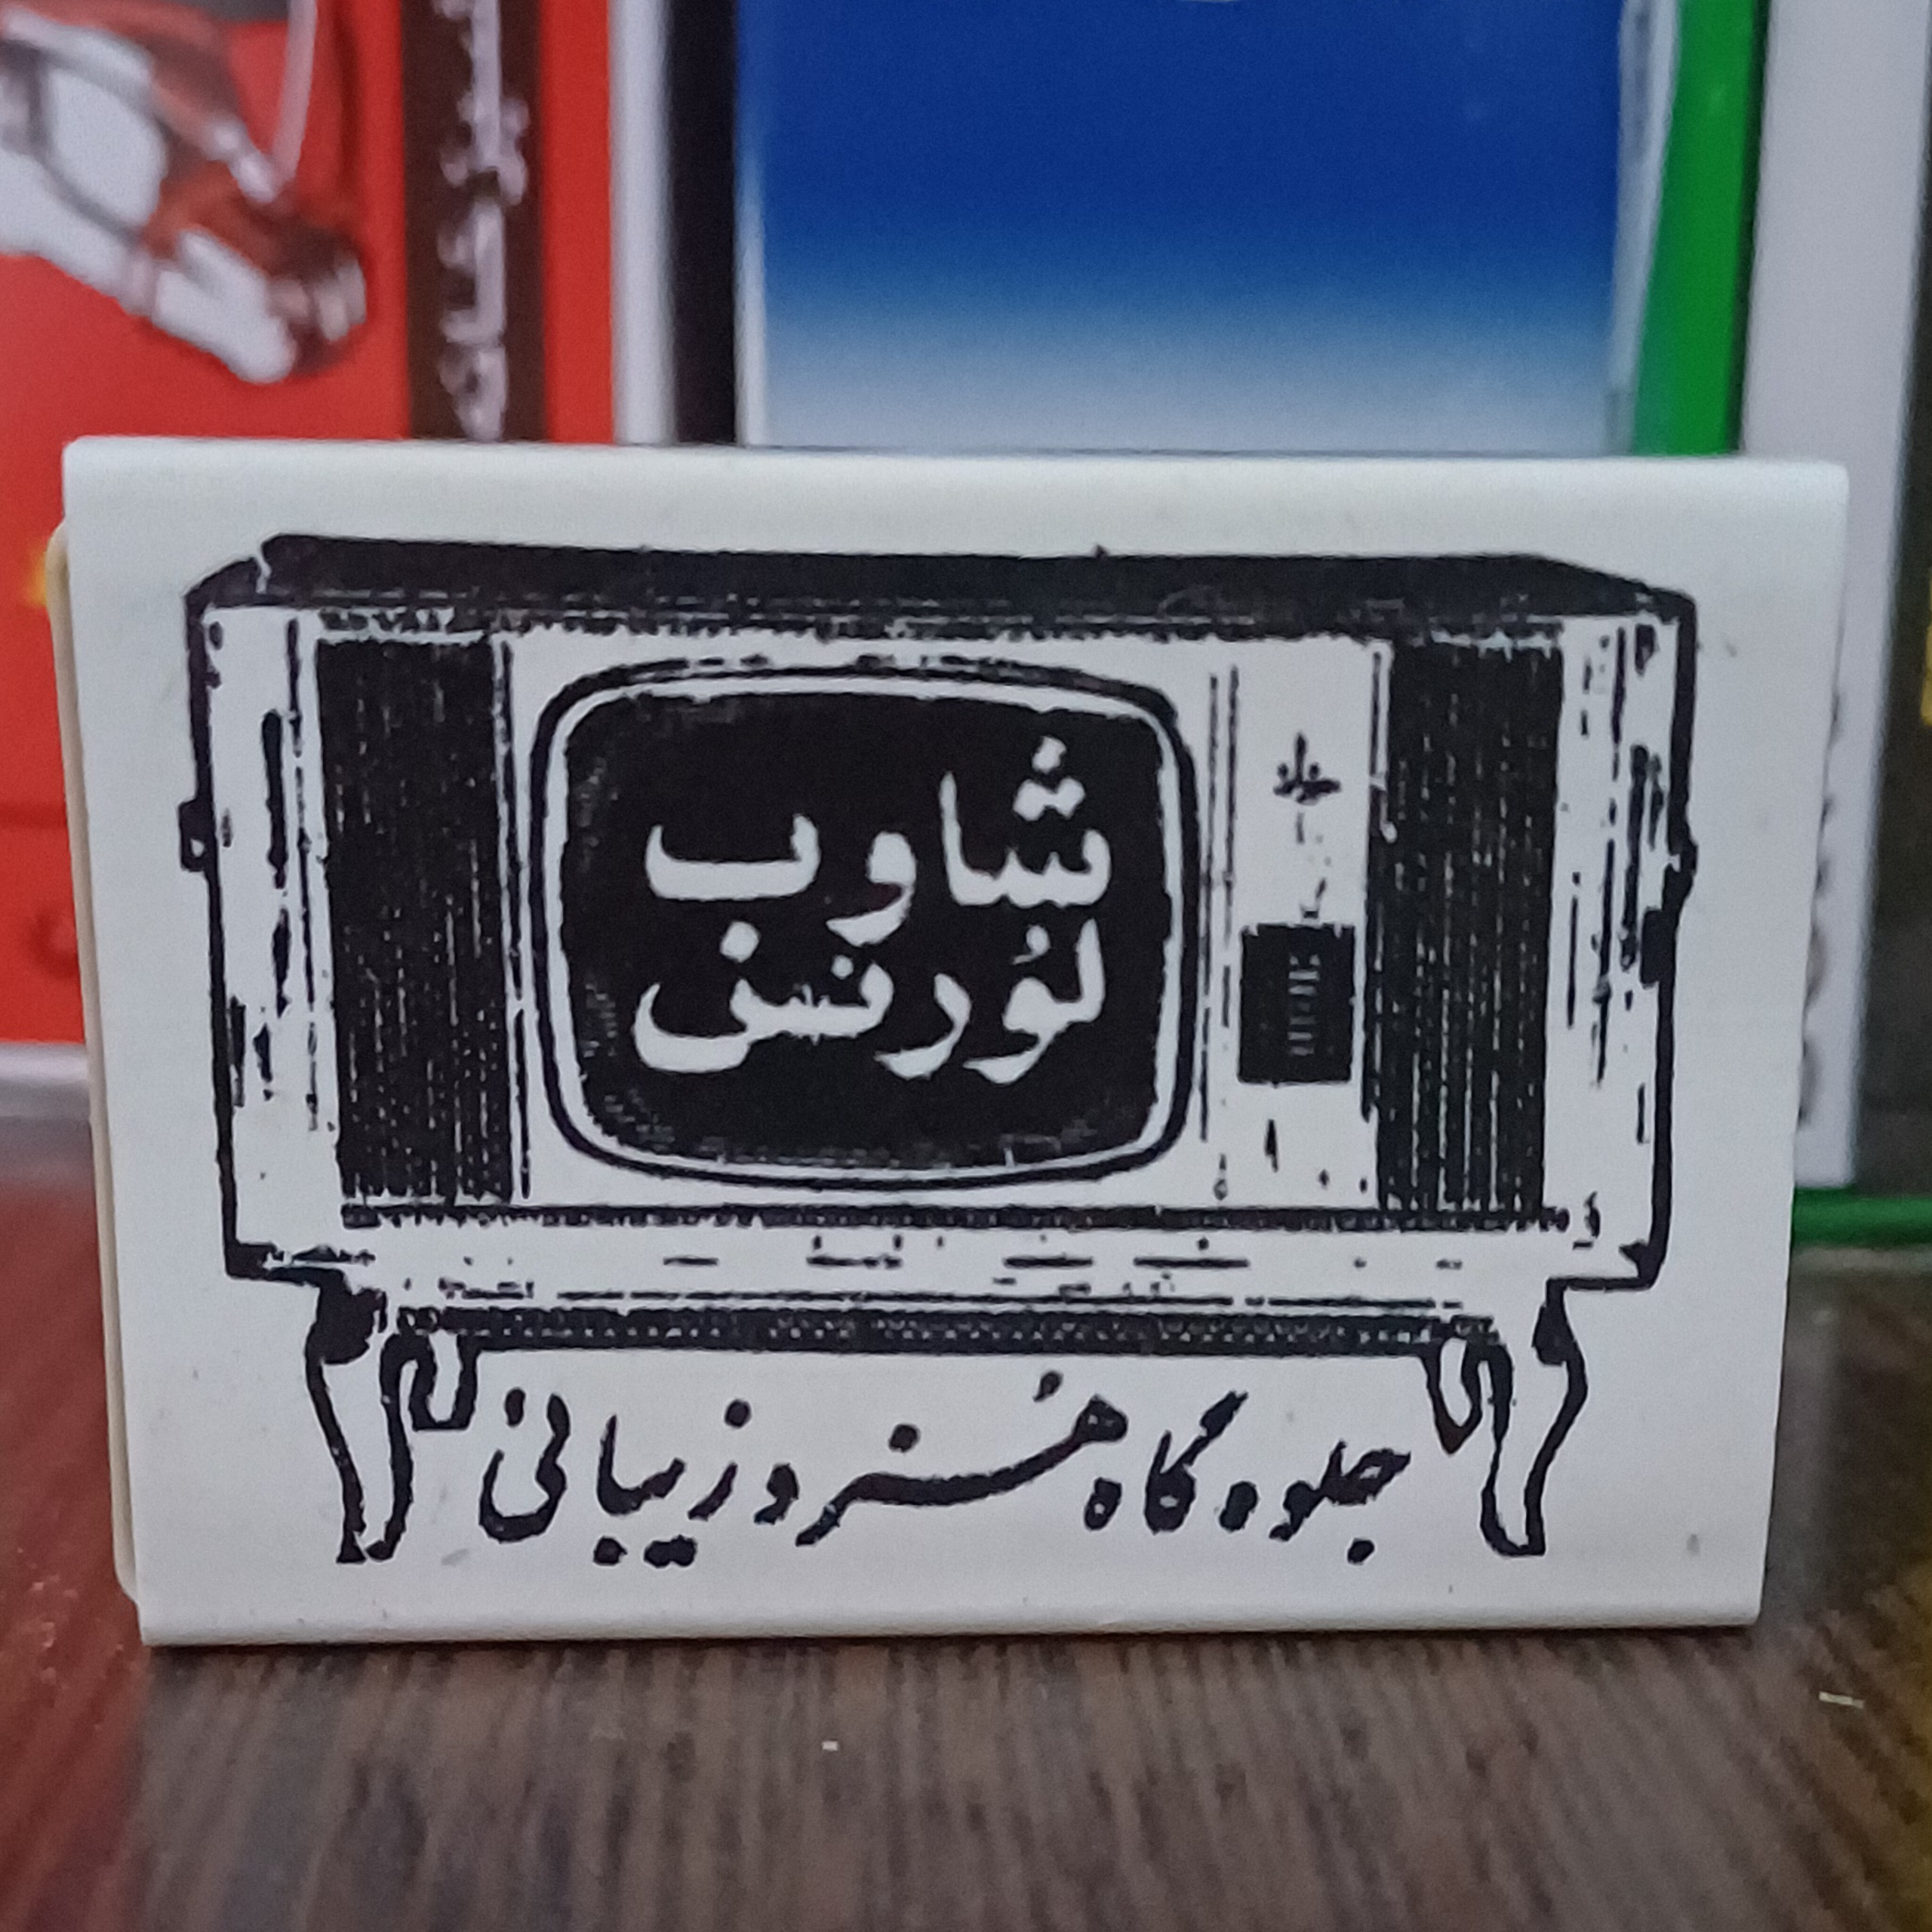 شاوب
لورنس
جلوه گاه هنر و زیبائی